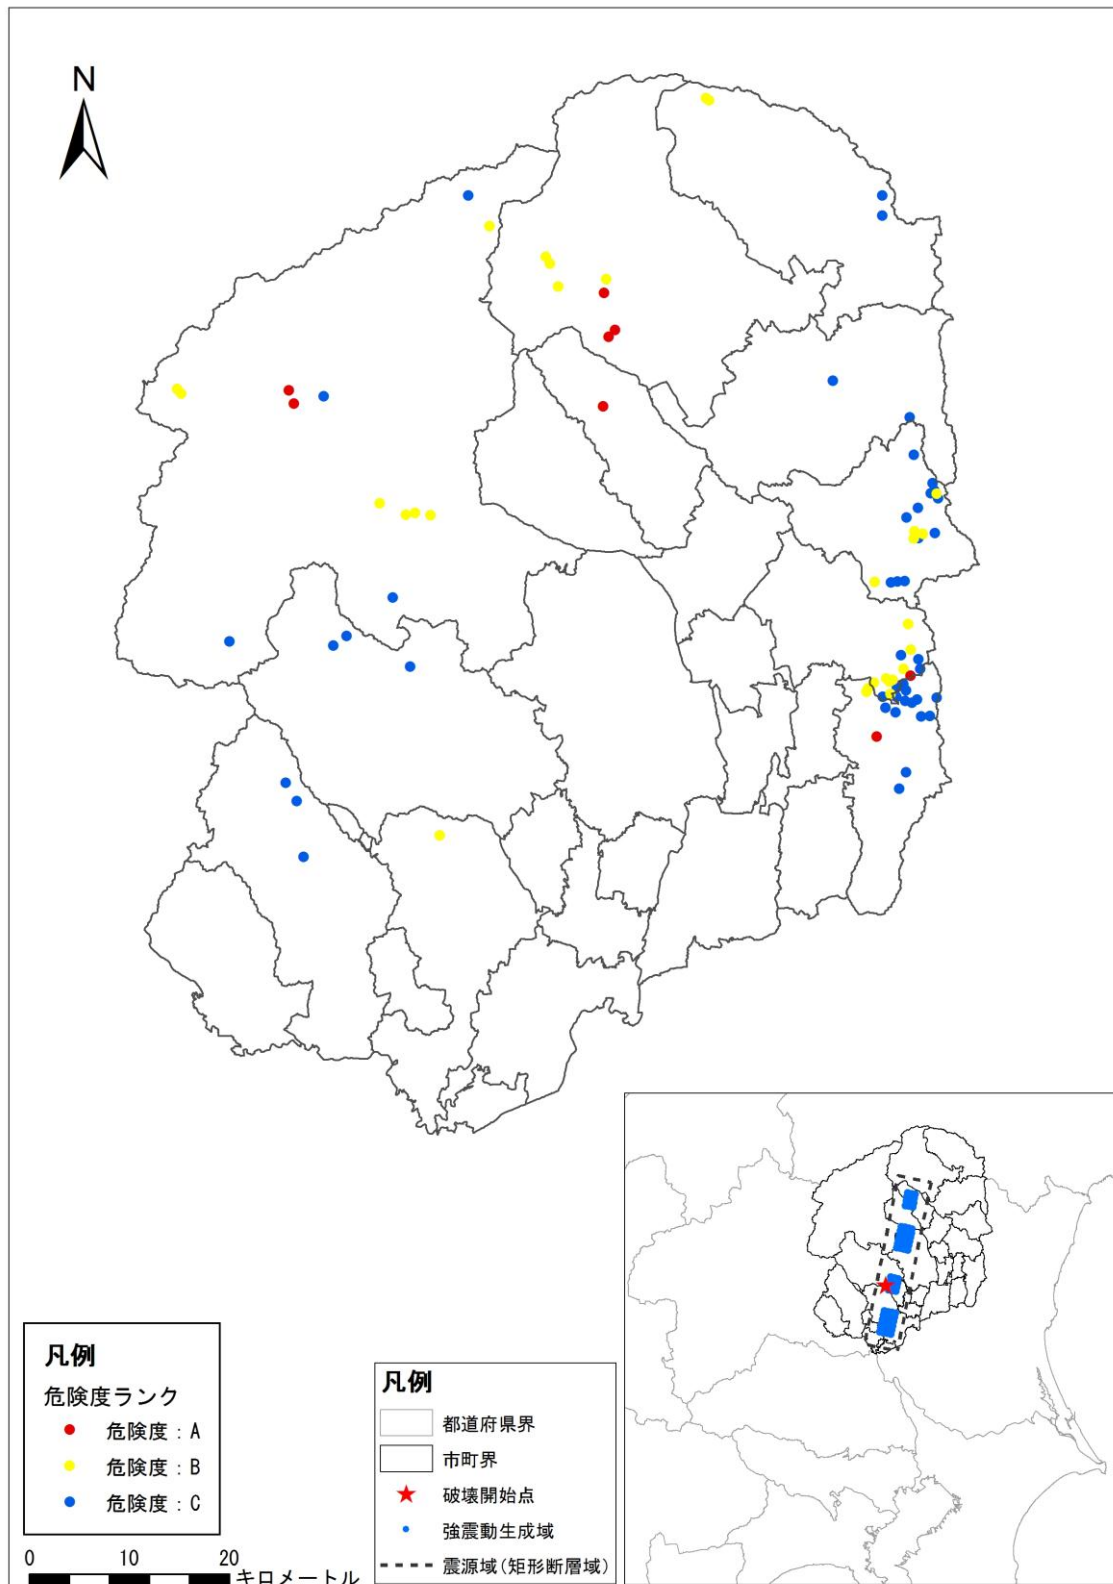 N
凡例
危険度ランク
危険度：A
危険度：B
危険度：C
0 10 20
キロメートル
凡例
都道府県界
市町界
破壊開始点
強震動生成域
震源域(矩形断層域)